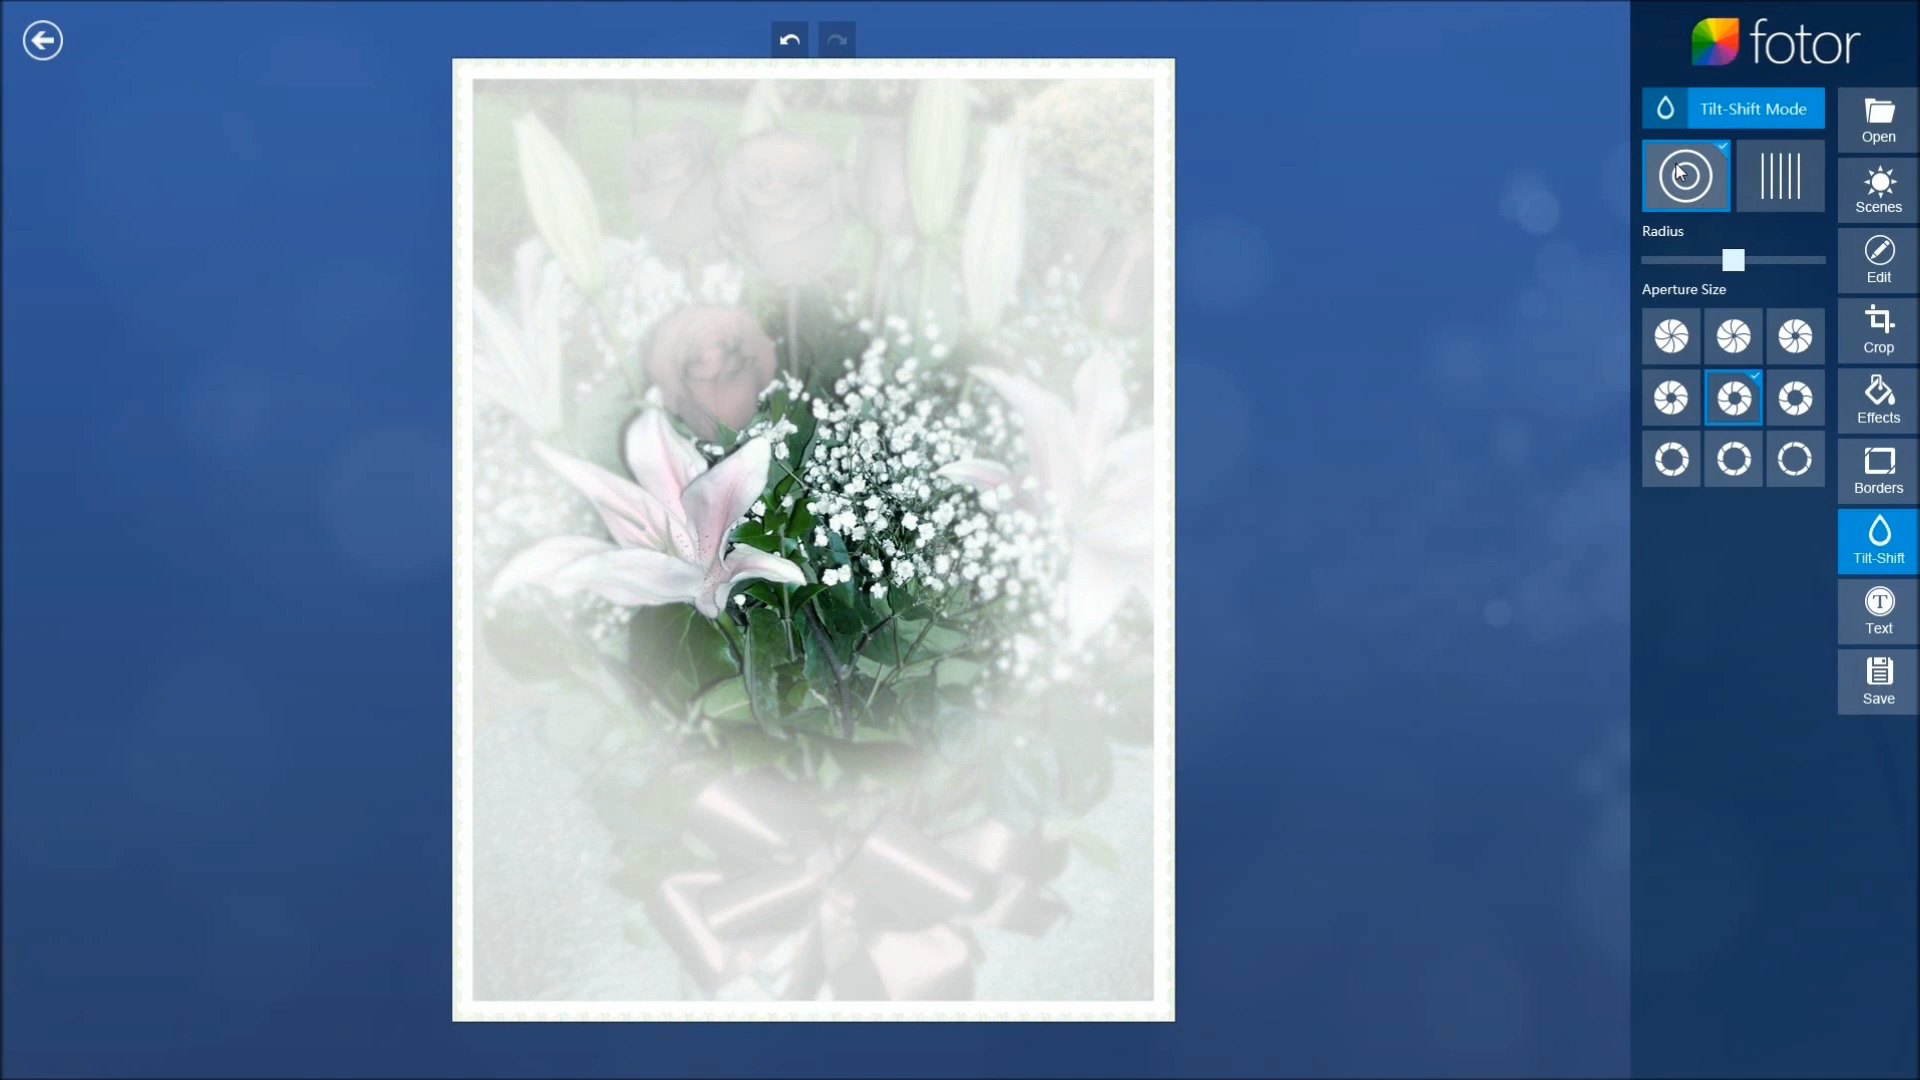 fotor
Tilt-Shift Mode
Radius
Aperture Size
Open
Scenes
Edit
Crop
Effects
Borders
Tilt-Shift
T
Text
Save